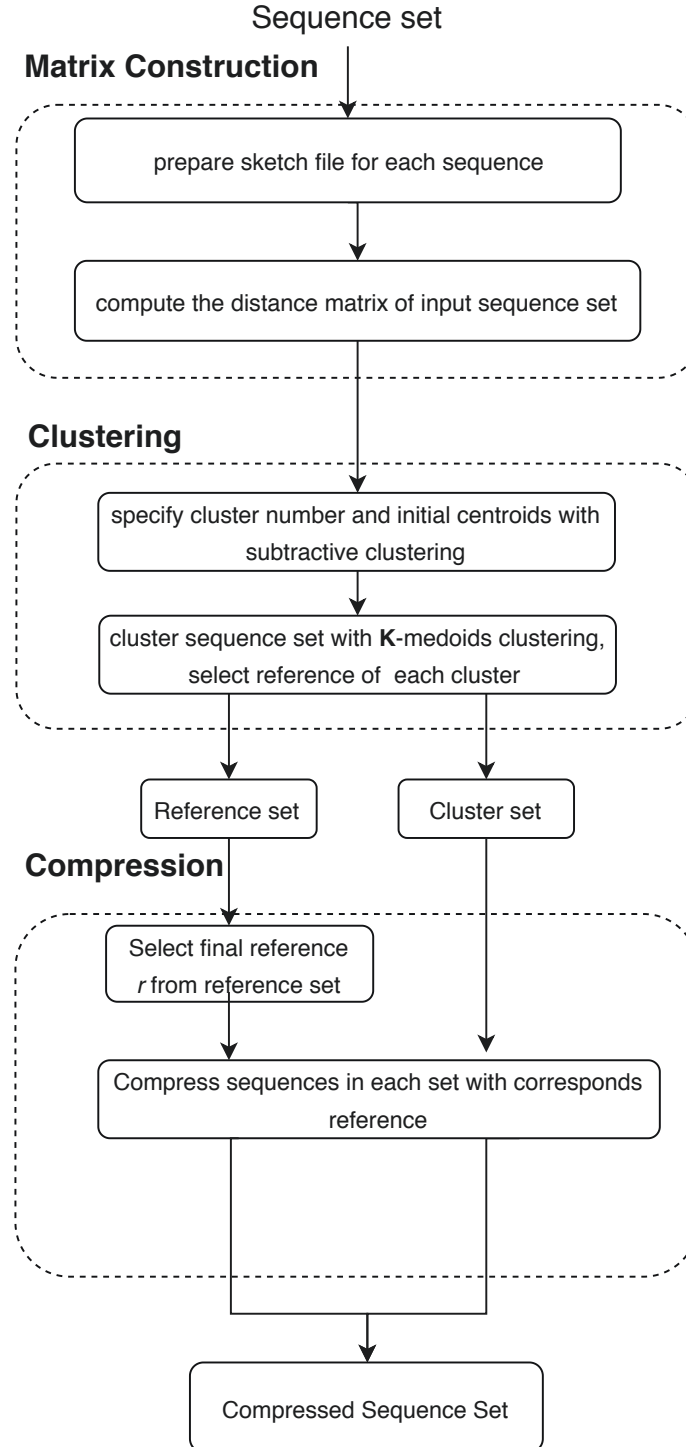 Sequence set
Matrix Construction
prepare sketch file for each sequence
compute the distance matrix of input sequence set
Clustering
specify cluster number and initial centroids with
subtractive clustering
cluster sequence set with K-medoids clustering,
select reference of each cluster
Reference set
Cluster set
Compression
Select final reference
r from reference set
Compress sequences in each set with corresponds
reference
Compressed Sequence Set